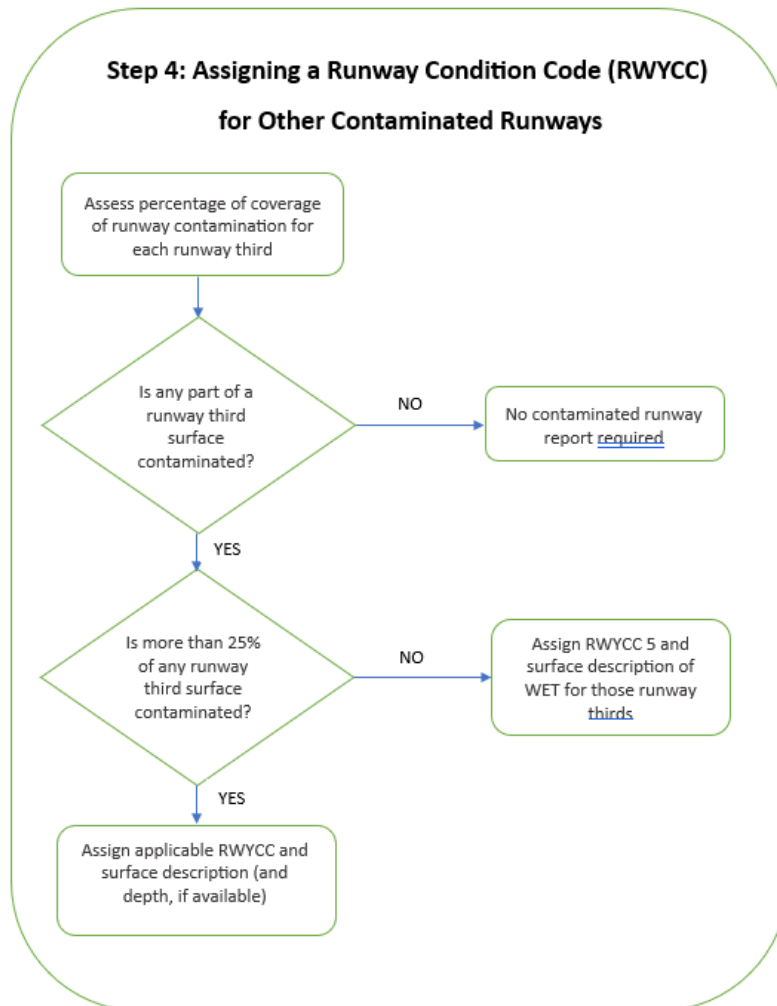 Step 4: Assigning a Runway Condition Code (RWYCC)
for Other Contaminated Runways
Assess percentage of coverage
of runway contamination for
each runway third
Is any part of a
runway third
surface
contaminated?
NO
No contaminated runway
report required
YES
Is more than 25%
of any runway
third surface
contaminated?
NO
Assign RWYCC 5 and
surface description of
WET for those runway
thirds
YES
Assign applicable RWYCC and
surface description (and
depth, if available)